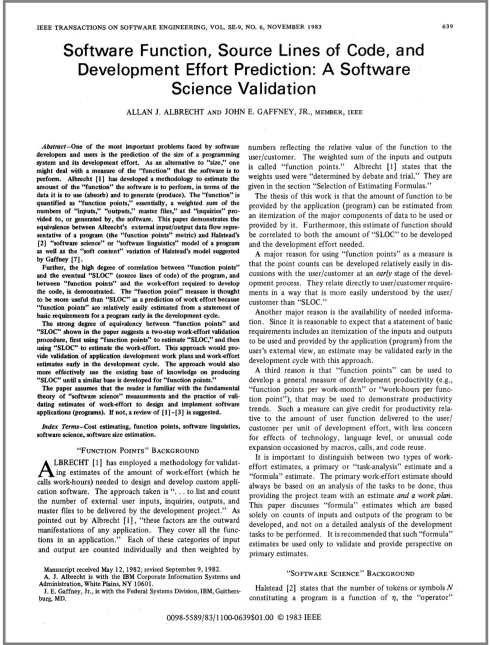 IEEE TRANSACTIONS ON SOFTWARE ENGINEERING, VOL. SE-9, NO. 6, NOVEMBER 1983
639
Software Function, Source Lines of Code, and
Development Effort Prediction: A Software
Science Validation
ALLAN J. ALBRECHT AND JOHN E. GAFFNEY, JR., MEMBER, IEEE
Abstract—One of the most important problems faced by software
developers and users is the prediction of the size of a programming
system and its development effort. As an alternative to "size," one
might deal with a measure of the "function" that the software is to
perform. Albrecht [1] has developed a methodology to estimate the
amount of the "function" the software is to perform, in terms of the
data it is to use (absorb) and to generate (produce). The "function" is
quantified as "function points," essentially, a weighted sum of the
numbers of "inputs," "outputs," master files," and "inquiries" pro-
vided to, or generated by, the software. This paper demonstrates the
equivalence between Albrecht's external input/output data flow repre-
sentative of a program (the "function points" metric) and Halstead's
[2] "software science" or "software linguistics" model of a program
as well as the "soft content" variation of Halstead's model suggested
by Gaffney [7].
Further, the high degree of correlation between "function points"
and the eventual "SLOC" (source lines of code) of the program, and
between "function points" and the work-effort required to develop
the code, is demonstrated. The "function point" measure is thought
to be more useful than "SLOC" as a prediction of work effort because
"function points" are relatively easily estimated from a statement of
basic requirements for a program early in the development cycle.
The strong degree of equivalency between "function points" and
"SLOC" shown in the paper suggests a two-step work-effort validation
procedure, first using "function points" to estimate "SLOC," and then
using "SLOC" to estimate the work-effort. This approach would pro-
vide validation of application development work plans and work-effort
estimates early in the development cycle. The approach would also
more effectively use the existing base of knowledge on producing
"SLOC" until a similar base is developed for "function points."
The paper assumes that the reader is familiar with the fundamental
theory of "software science" measurements and the practice of vali-
dating estimates of work-effort to design and implement software
applications (programs). If not, a review of [1]-[3] is suggested.
Index Terms—Cost estimating, function points, software linguistics,
software science, software size estimation.
"FUNCTION POINTS" BACKGROUND
ALBRECHT [1] has employed a methodology for validat-
ing estimates of the amount of work-effort (which he
calls work-hours) needed to design and develop custom appli-
cation software. The approach taken is ". . . to list and count
the number of external user inputs, inquiries, outputs, and
master files to be delivered by the development project." As
pointed out by Albrecht [1], "these factors are the outward
manifestations of any application. They cover all the func-
tions in an application." Each of these categories of input
and output are counted individually and then weighted by
Manuscript received May 12, 1982; revised September 9, 1982.
A. J. Albrecht is with the IBM Corporate Information Systems and
Administration, White Plains, NY 10601.
J. E. Gaffney, Jr., is with the Federal Systems Division, IBM, Gaithers-
burg, MD.
numbers reflecting the relative value of the function to the
user/customer. The weighted sum of the inputs and outputs
is called "function points." Albrecht [1] states that the
weights used were "determined by debate and trial." They are
given in the section "Selection of Estimating Formulas."
The thesis of this work is that the amount of function to be
provided by the application (program) can be estimated from
an itemization of the major components of data to be used or
provided by it. Furthermore, this estimate of function should
be correlated to both the amount of "SLOC" to be developed
and the development effort needed.
A major reason for using "function points" as a measure is
that the point counts can be developed relatively easily in dis-
cussions with the user/customer at an early stage of the devel-
opment process. They relate directly to user/customer require-
ments in a way that is more easily understood by the user/
customer than "SLOC."
Another major reason is the availability of needed informa-
tion. Since it is reasonable to expect that a statement of basic
requirements includes an itemization of the inputs and outputs
to be used and provided by the application (program) from the
user's external view, an estimate may be validated early in the
development cycle with this approach.
A third reason is that "function points" can be used to
develop a general measure of development productivity (e.g.,
"function points per work-month" or "work-hours per func-
tion point"), that may be used to demonstrate productivity
trends. Such a measure can give credit for productivity rela-
tive to the amount of user function delivered to the user/
customer per unit of development effort, with less concern
for effects of technology, language level, or unusual code
expansion occasioned by macros, calls, and code reuse.
It is important to distinguish between two types of work-
effort estimates, a primary or "task-analysis" estimate and a
"formula" estimate. The primary work-effort estimate should
always be based on an analysis of the tasks to be done, thus
providing the project team with an estimate and a work plan.
This paper discusses "formula" estimates which are based
solely on counts of inputs and outputs of the program to be
developed, and not on a detailed analysis of the development
tasks to be performed. It is recommended that such "formula"
estimates be used only to validate and provide perspective on
primary estimates.
"SOFTWARE SCIENCE" BACKGROUND
Halstead [2] states that the number of tokens or symbols N
constituting a program is a function of η, the "operator"
0098-5589/83/1100-0639$01.00 © 1983 IEEE